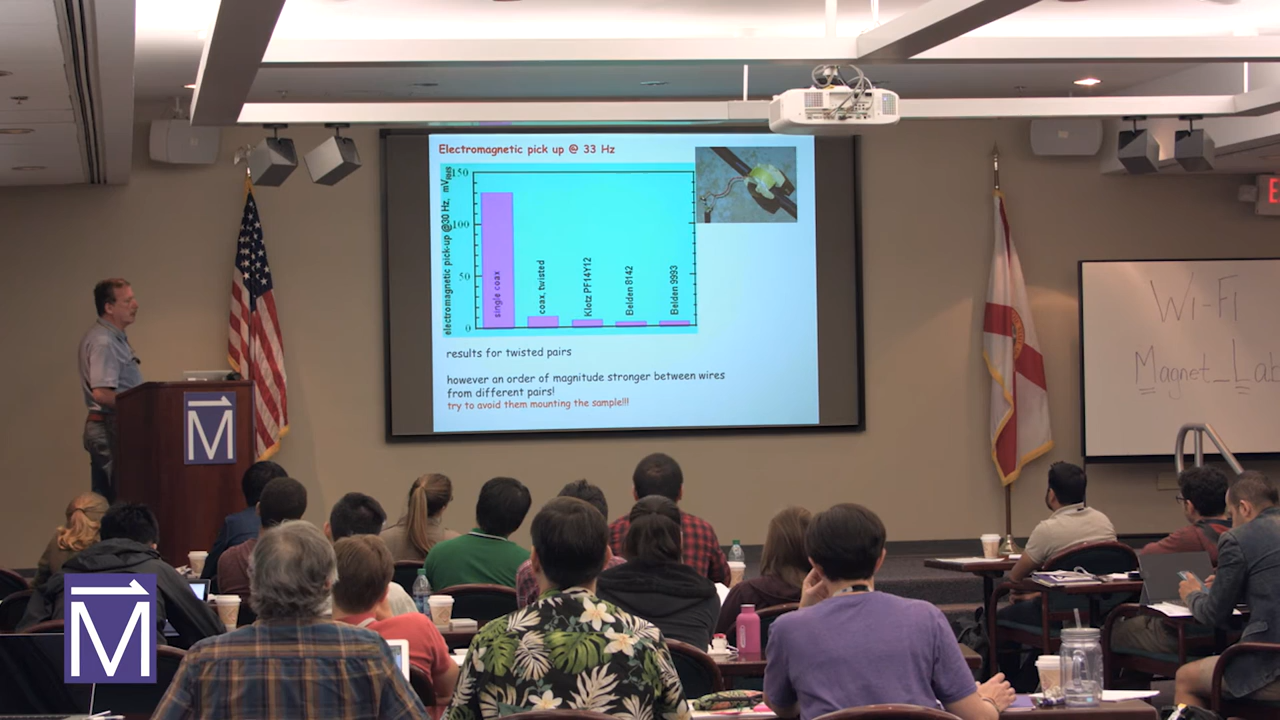 Electromagnetic pick up @ 33 Hz
electromagnetic pick-up @30 Hz, mVRMS
150
100
50
0
single coax
coax, twisted
Klotz PF14Y12
Belden 8142
Belden 9993
results for twisted pairs
however an order of magnitude stronger between wires
from different pairs!
try to avoid them mounting the sample!!!
Wi-Fi
Magnet_Lab
E
M
M